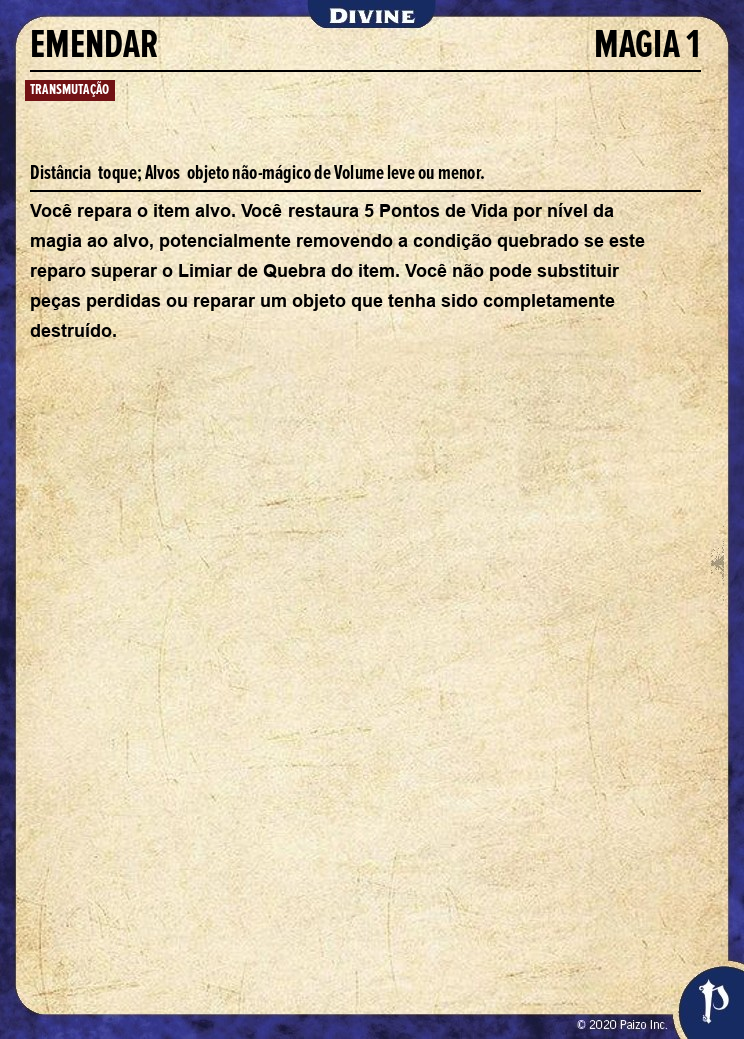 DIVINE
EMENDAR MAGIA 1
TRANSMUTAÇÃO
Distância toque; Alvos objeto não-mágico de Volume leve ou menor.
Você repara o item alvo. Você restaura 5 Pontos de Vida por nível da
magia ao alvo, potencialmente removendo a condição quebrado se este
reparo superar o Limiar de Quebra do item. Você não pode substituir
peças perdidas ou reparar um objeto que tenha sido completamente
destruído.
© 2020 Paizo Inc.
P